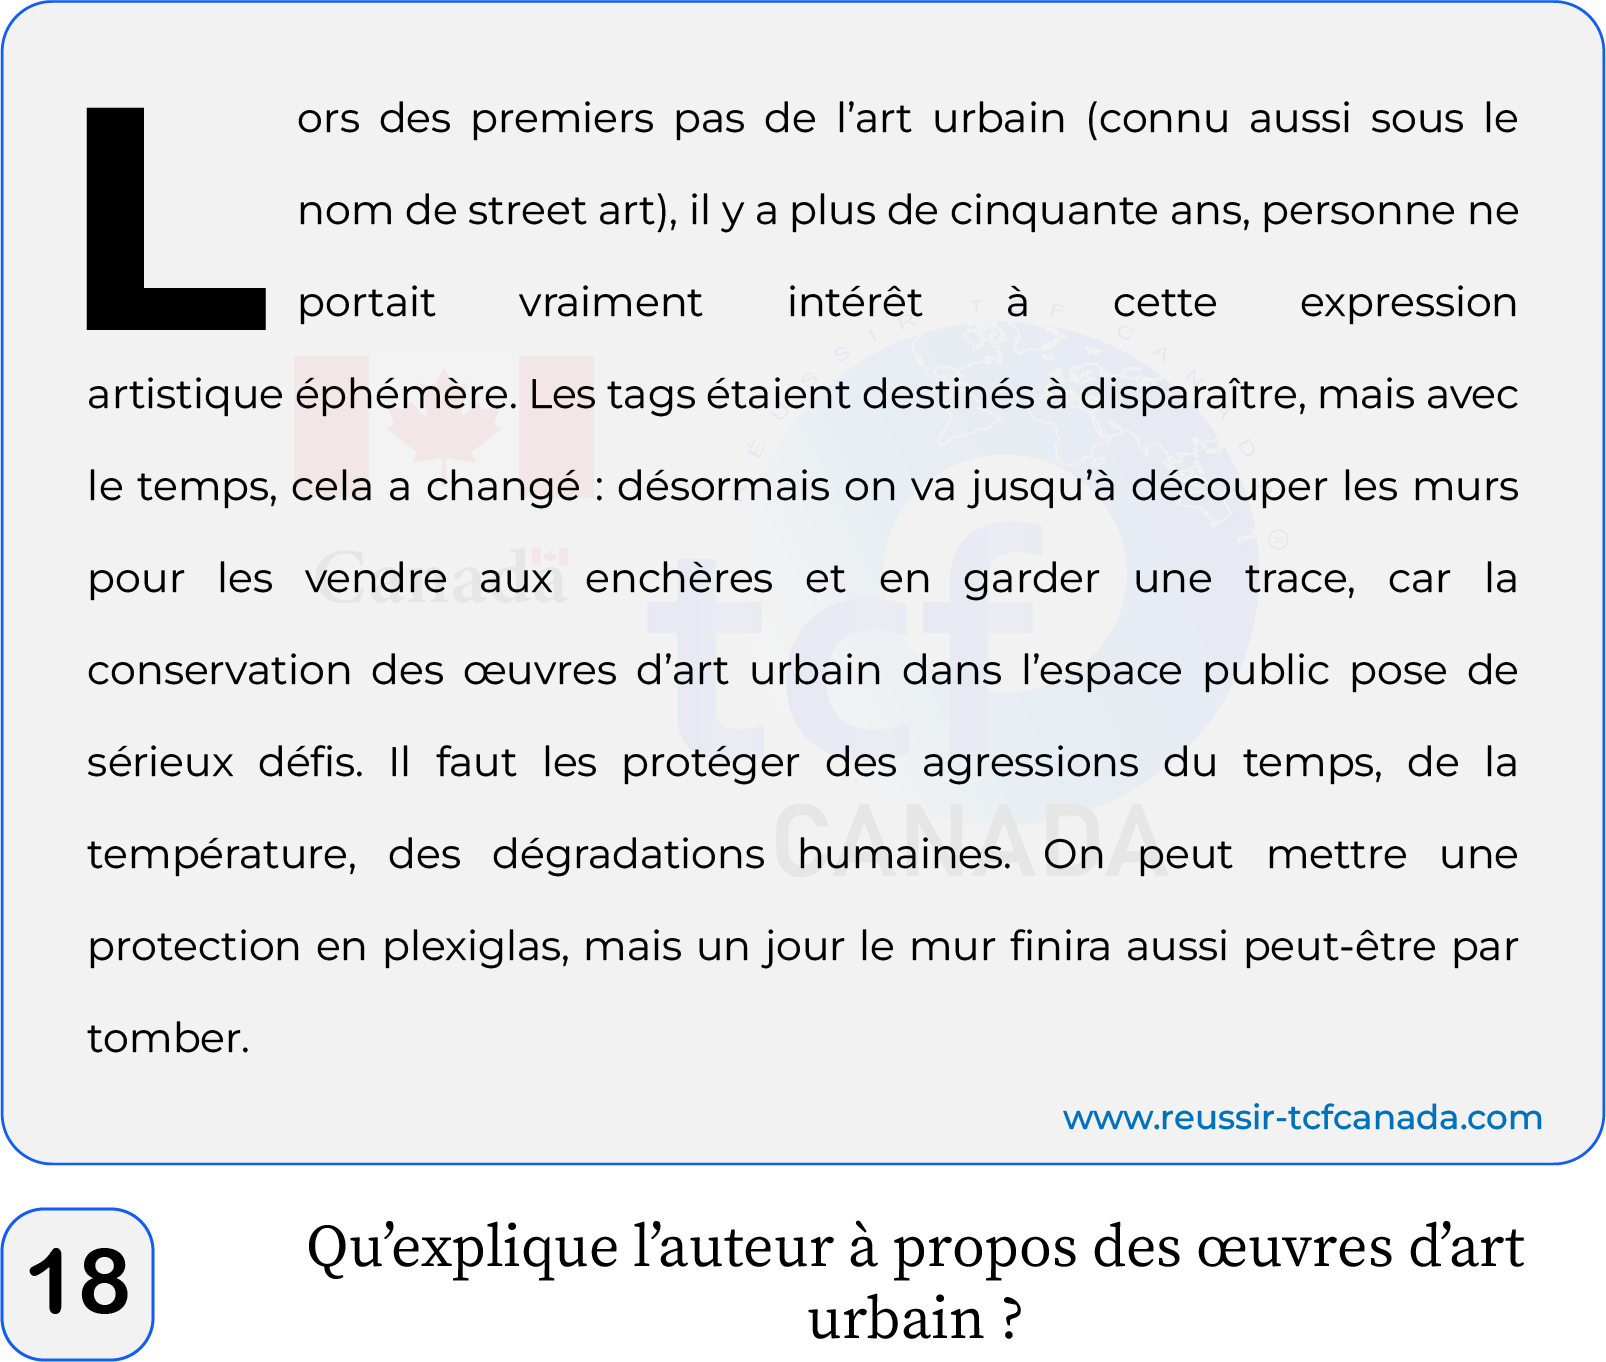 Lors des premiers pas de l’art urbain (connu aussi sous le
nom de street art), il y a plus de cinquante ans, personne ne
portait vraiment intérêt à cette expression
artistique éphémère. Les tags étaient destinés à disparaître, mais avec
le temps, cela a changé : désormais on va jusqu’à découper les murs
pour les vendre aux enchères et en garder une trace, car la
conservation des œuvres d’art urbain dans l’espace public pose de
sérieux défis. Il faut les protéger des agressions du temps, de la
température, des dégradations humaines. On peut mettre une
protection en plexiglas, mais un jour le mur finira aussi peut-être par
tomber.
RÉUSSIR TCF CANADA
®
Canada
tcf
CANADA
www.reussir-tcfcanada.com
18
Qu’explique l’auteur à propos des œuvres d’art
urbain ?